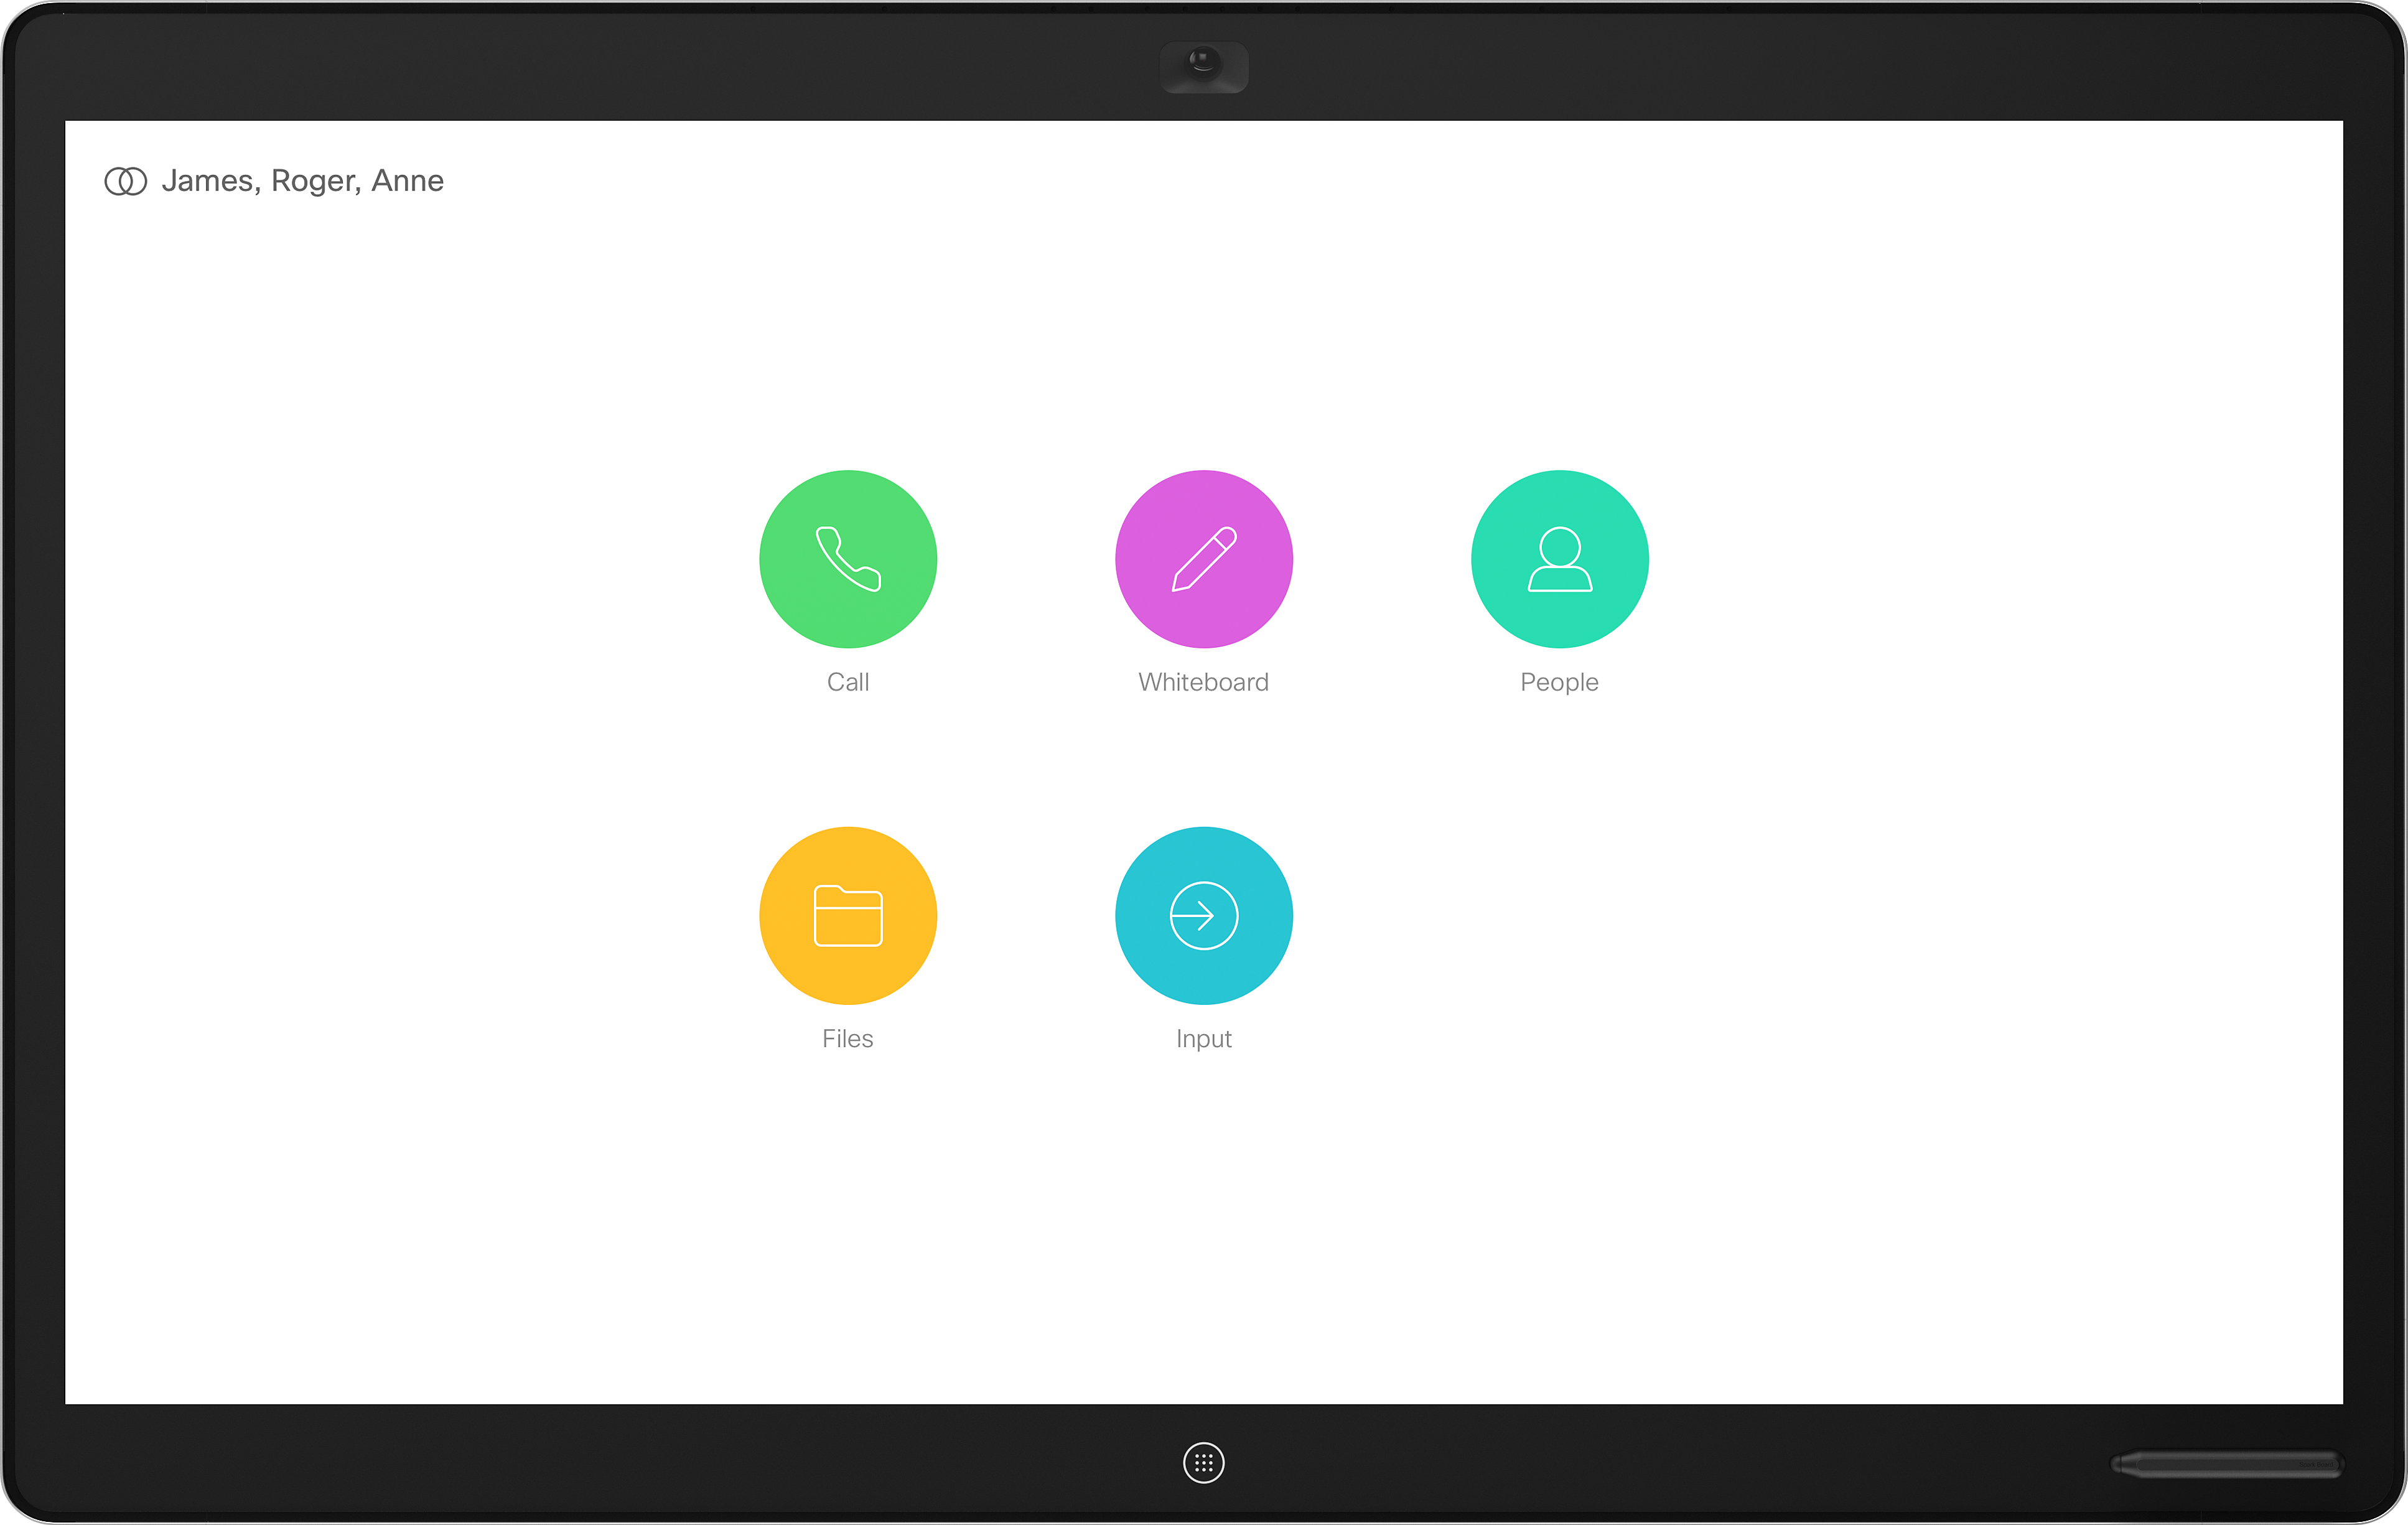 James, Roger, Anne
Call
Whiteboard
People
Files
Input